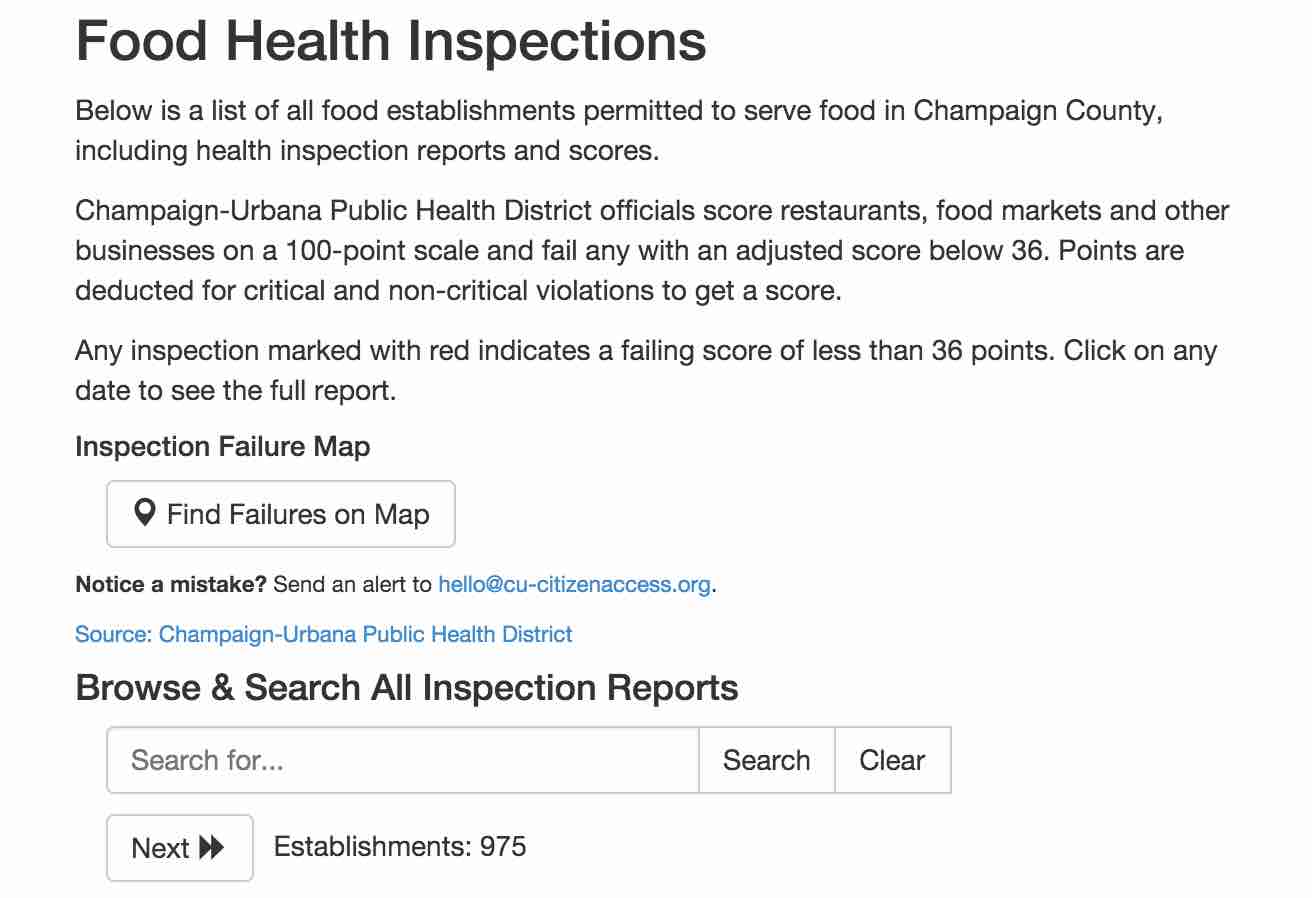 Food Health Inspections
Below is a list of all food establishments permitted to serve food in Champaign County,
including health inspection reports and scores.
Champaign-Urbana Public Health District officials score restaurants, food markets and other
businesses on a 100-point scale and fail any with an adjusted score below 36. Points are
deducted for critical and non-critical violations to get a score.
Any inspection marked with red indicates a failing score of less than 36 points. Click on any
date to see the full report.
Inspection Failure Map
Find Failures on Map
Notice a mistake? Send an alert to hello@cu-citizenaccess.org.
Source: Champaign-Urbana Public Health District
Browse & Search All Inspection Reports
Search for... Search Clear
Next Establishments: 975